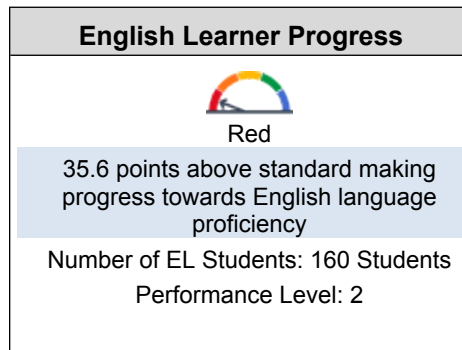 English Learner Progress
Red
35.6 points above standard making
progress towards English language
proficiency
Number of EL Students: 160 Students
Performance Level: 2